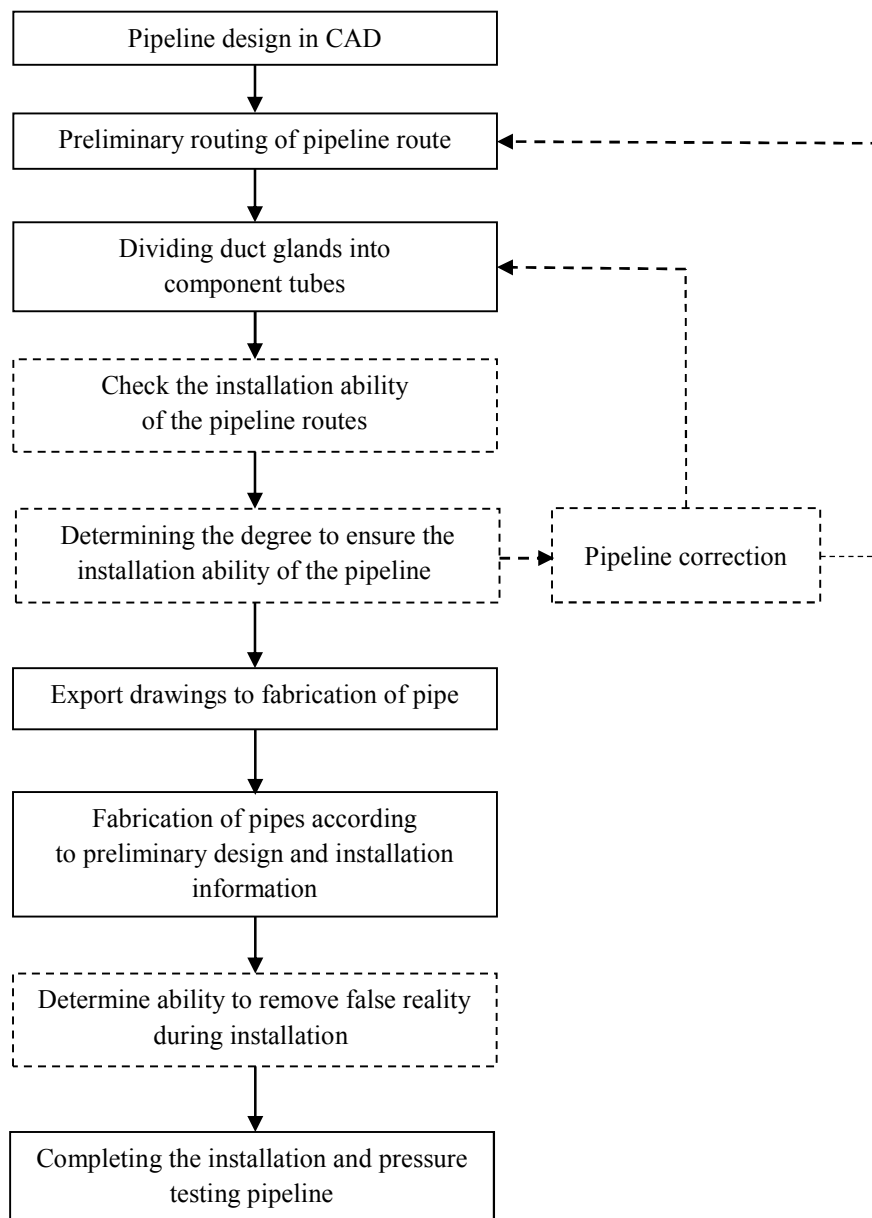 Pipeline design in CAD
Preliminary routing of pipeline route
Dividing duct glands into
component tubes
Check the installation ability
of the pipeline routes
Determining the degree to ensure the
installation ability of the pipeline
Pipeline correction
Export drawings to fabrication of pipe
Fabrication of pipes according
to preliminary design and installation
information
Determine ability to remove false reality
during installation
Completing the installation and pressure
testing pipeline